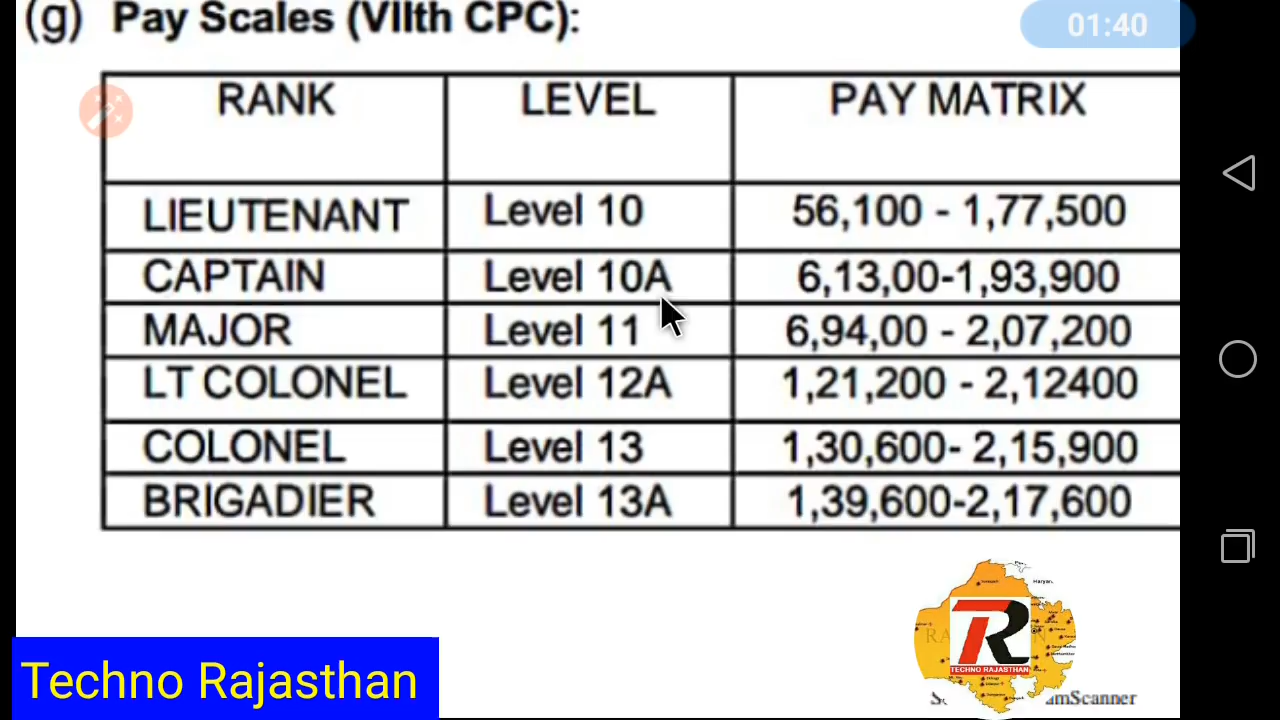 (g) Pay Scales (VIIth CPC):
01:40
RANK LEVEL PAY MATRIX
LIEUTENANT Level 10 56,100 - 1,77,500
CAPTAIN Level 10A 6,13,00-1,93,900
MAJOR Level 11 6,94,00 - 2,07,200
LT COLONEL Level 12A 1,21,200 - 2,12400
COLONEL Level 13 1,30,600- 2,15,900
BRIGADIER Level 13A 1,39,600-2,17,600
Haryan.
TR
TECHNO RAJASTHAN
Techno Rajasthan
amScanner